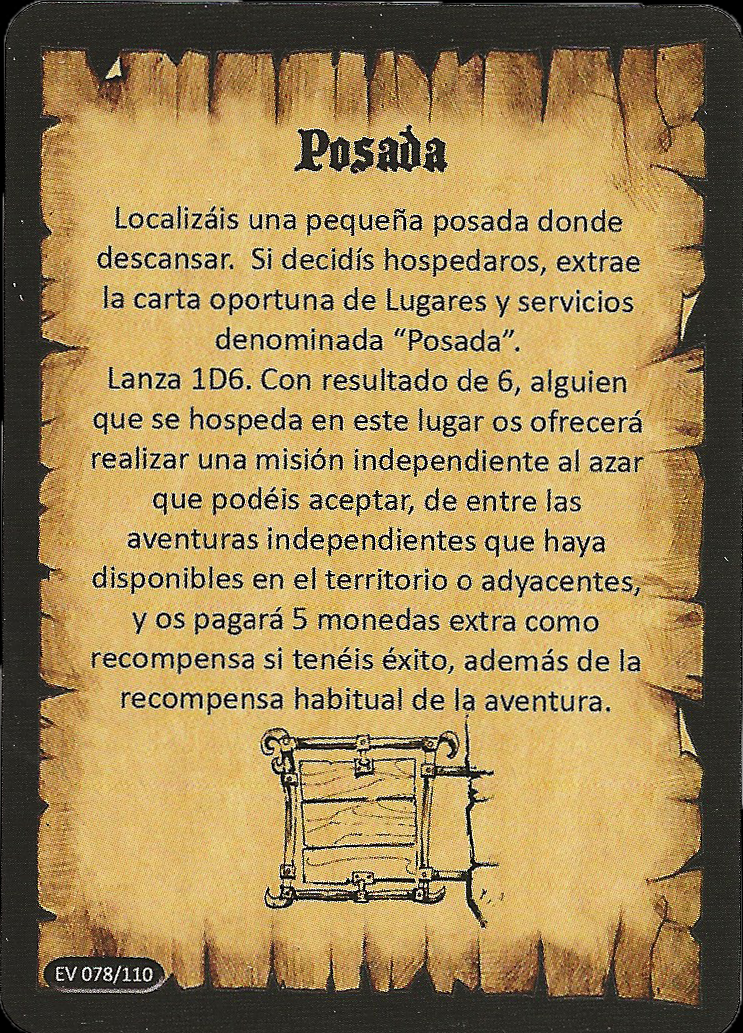 Posada
Localizáis una pequeña posada donde
descansar. Si decidís hospedaros, extrae
la carta oportuna de Lugares y servicios
denominada “Posada”.
Lanza 1D6. Con resultado de 6, alguien
que se hospeda en este lugar os ofrecerá
realizar una misión independiente al azar
que podéis aceptar, de entre las
aventuras independientes que haya
disponibles en el territorio o adyacentes,
y os pagará 5 monedas extra como
recompensa si tenéis éxito, además de la
recompensa habitual de la aventura.
EV 078/110